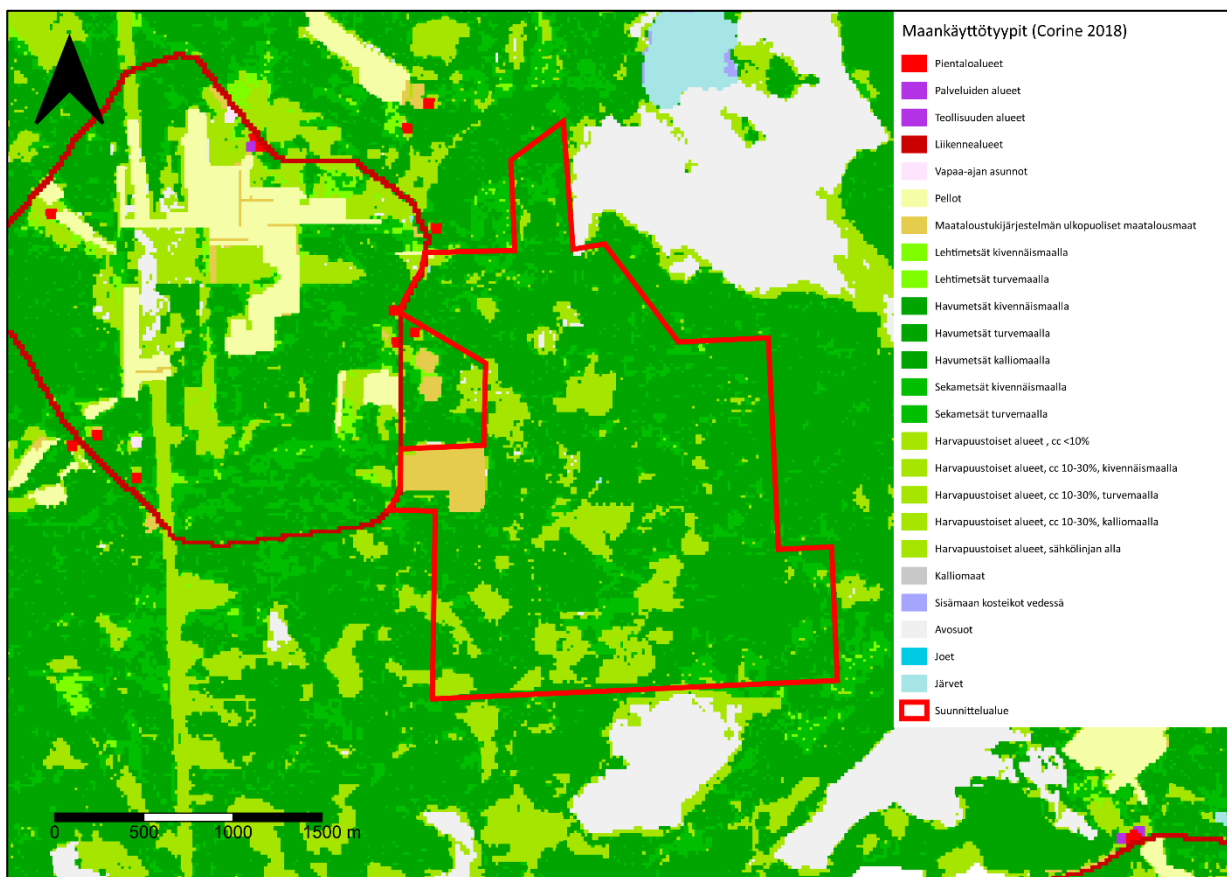 Maankäyttötyypit (Corine 2018)
Pientaloalueet
Palveluiden alueet
Teollisuuden alueet
Liikennealueet
Vapaa-ajan asunnot
Pellot
Maataloustukijärjestelmän ulkopuoliset maatalousmaat
Lehtimetsät kivennäismaalla
Lehtimetsät turvemaalla
Havumetsät kivennäismaalla
Havumetsät turvemaalla
Havumetsät kalliomaalla
Sekametsät kivennäismaalla
Sekametsät turvemaalla
Harvapuustoiset alueet , cc <10%
Harvapuustoiset alueet, cc 10-30%, kivennäismaalla
Harvapuustoiset alueet, cc 10-30%, turvemaalla
Harvapuustoiset alueet, cc 10-30%, kalliomaalla
Harvapuustoiset alueet, sähkölinjan alla
Kalliomaat
Sisämaan kosteikot vedessä
Avosuot
Joet
Järvet
Suunnittelualue
0 500 1000 1500 m